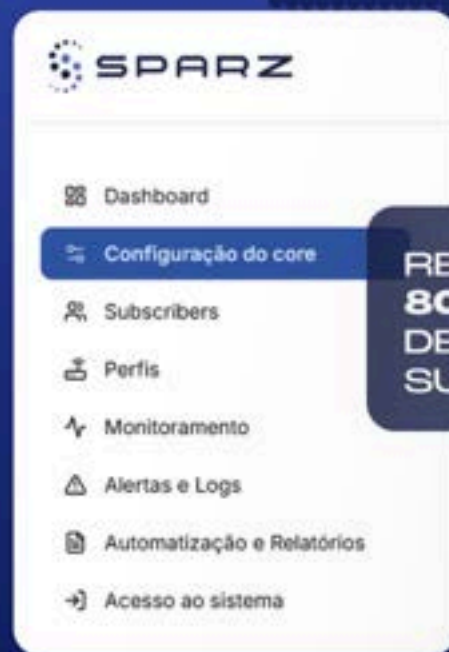 SPARZ
Dashboard
Configuração do core
Subscribers
Perfis
Monitoramento
Alertas e Logs
Automatização e Relatórios
Acesso ao sistema